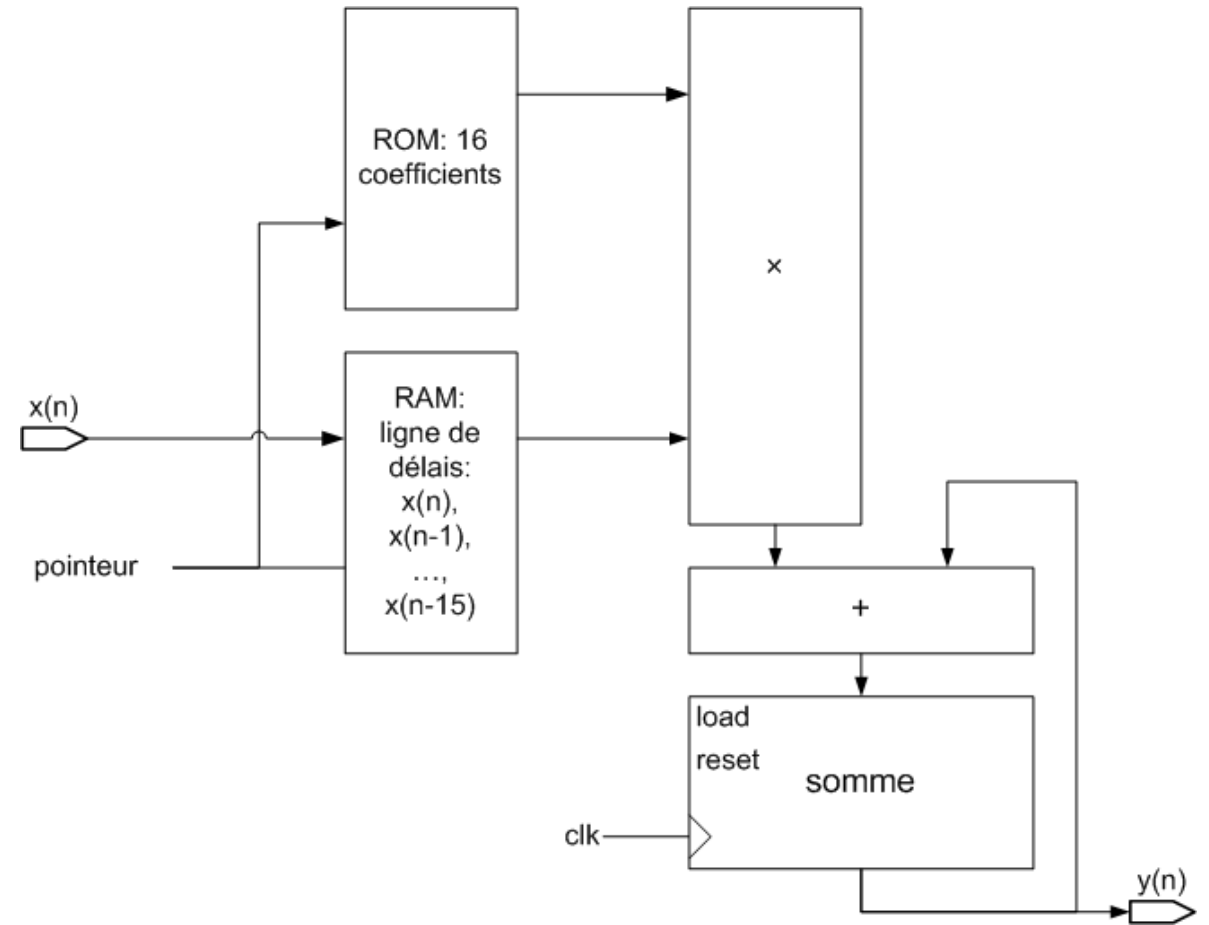 ROM: 16
coefficients
×
x(n)
RAM:
ligne de
délais:
x(n),
x(n-1),
…,
x(n-15)
pointeur
+
load
reset
somme
clk
y(n)